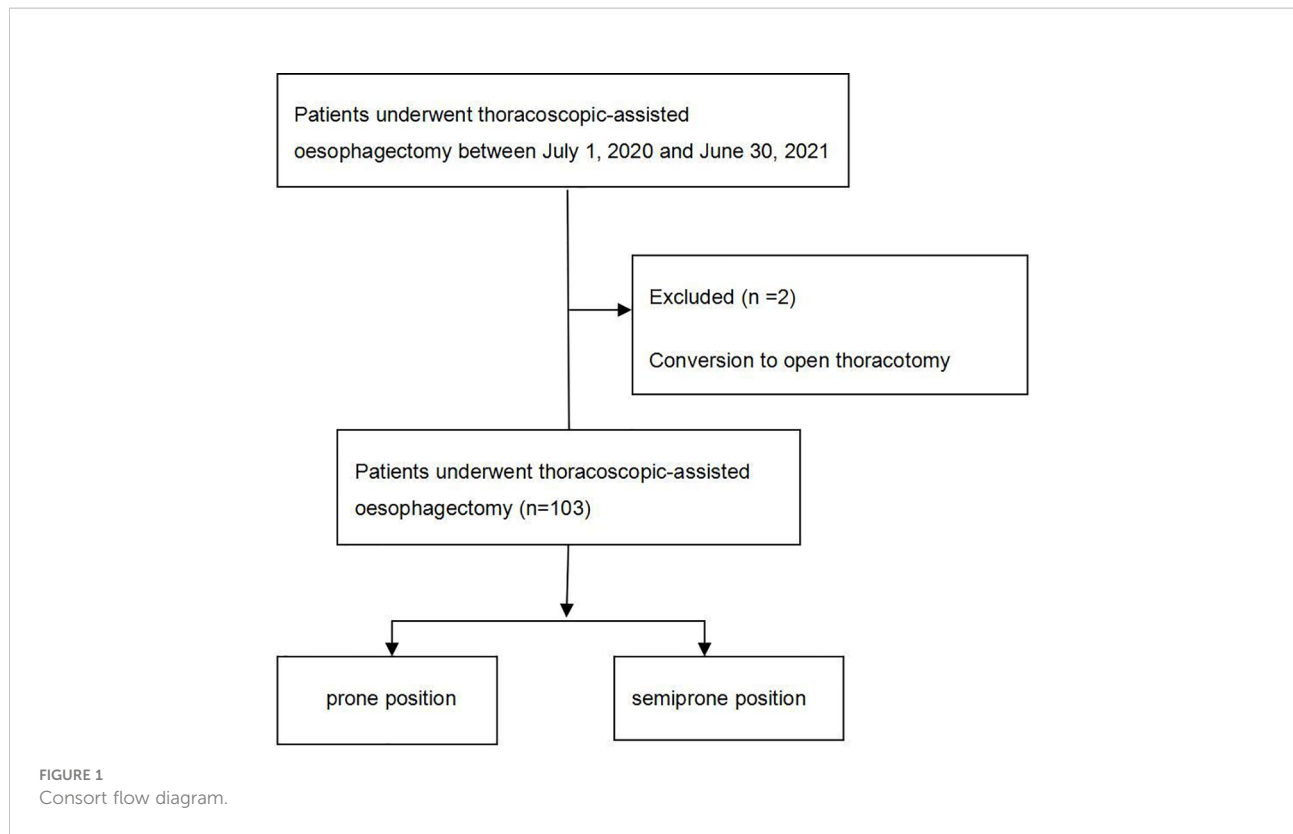 Patients underwent thoracoscopic-assisted
oesophagectomy between July 1, 2020 and June 30, 2021
Excluded (n =2)
Conversion to open thoracotomy
Patients underwent thoracoscopic-assisted
oesophagectomy (n=103)
prone position
semiprone position
FIGURE 1
Consort flow diagram.